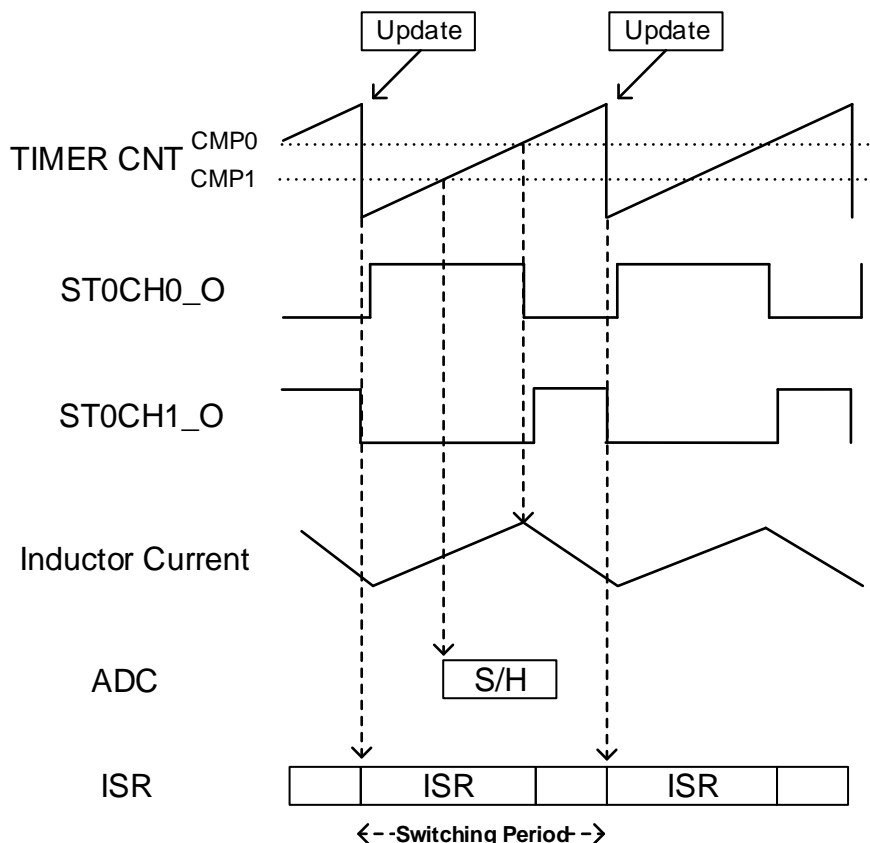 Update Update
CMP0
TIMER CNT
CMP1
ST0CH0_O
ST0CH1_O
Inductor Current
ADC S/H
ISR ISR ISR
Switching Period